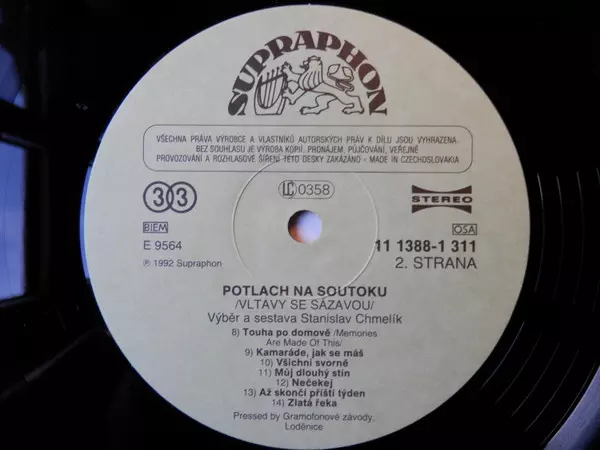 SUPRAPHON
VŠECHNA PRÁVA VÝROBCE A VLASTNÍKŮ AUTORSKÝCH PRÁV K DÍLU JSOU VYHRAZENA.
BEZ SOUHLASU JE VÝROBA KOPIÍ, PRONÁJEM, PŮJČOVÁNÍ, VEŘEJNÉ
PROVOZOVÁNÍ A ROZHLASOVÉ ŠÍŘENÍ TÉTO DESKY ZAKÁZÁNO - MADE IN CZECHOSLOVAKIA
33 LC 0358 STEREO
BIEM OSA
E 9564 11 1388-1 311
℗ 1992 Supraphon 2. STRANA
POTLACH NA SOUTOKU
/VLTAVY SE SÁZAVOU/
Výběr a sestava Stanislav Chmelík
8) Touha po domově /Memories
Are Made Of This/
9) Kamaráde, jak se máš
10) Všichni svorně
11) Můj dlouhý stín
12) Nečekej
13) Až skončí příští týden
14) Zlatá řeka
Pressed by Gramofonové závody,
Loděnice